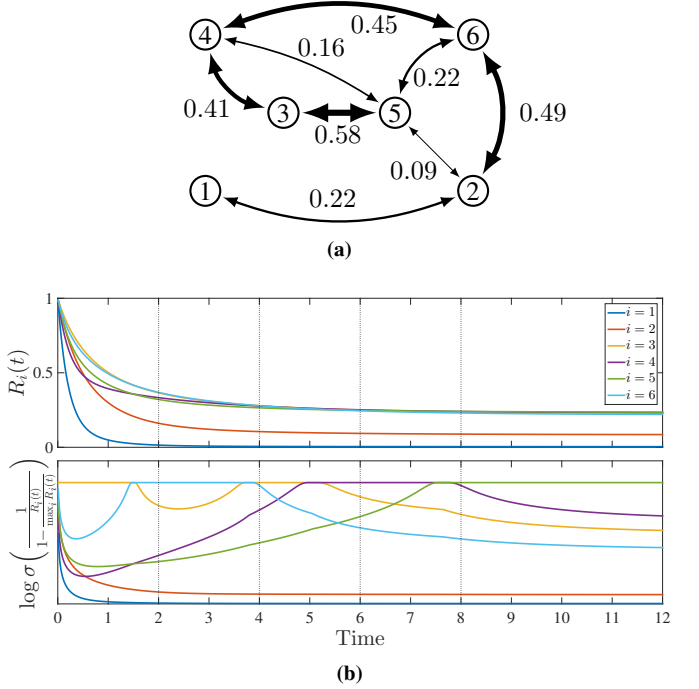 0.45
4
6
0.16
0.22
0.41
3
5
0.49
0.58
0.09
1
0.22
2
(a)
1
R_i(t)
0.5
0
i = 1
i = 2
i = 3
i = 4
i = 5
i = 6
log σ ( 1 / ( 1 − R_i(t) / max_i R_i(t) ) )
0 1 2 3 4 5 6 7 8 9 10 11 12
Time
(b)